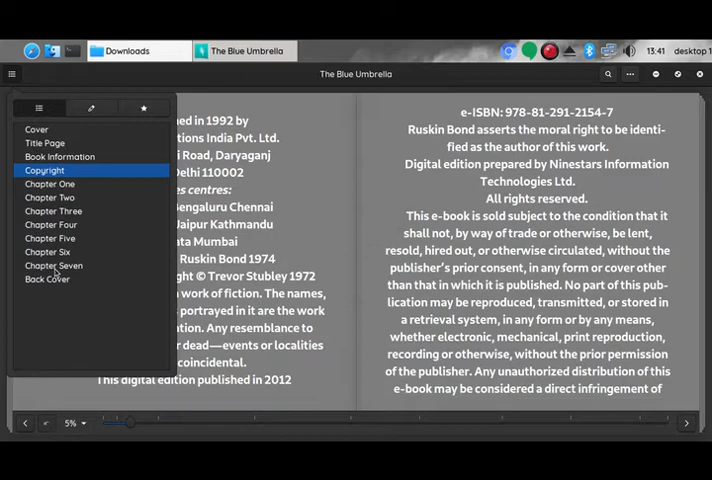 Downloads
The Blue Umbrella
13:41 desktop 1
The Blue Umbrella
Cover
Title Page
Book Information
Copyright
Chapter One
Chapter Two
Chapter Three
Chapter Four
Chapter Five
Chapter Six
Chapter Seven
Back Cover
ed in 1992 by
tions India Pvt. Ltd.
i Road, Daryaganj
elhi 110002
es centres:
Bengaluru Chennai
Jaipur Kathmandu
ata Mumbai
Ruskin Bond 1974
ght © Trevor Stubley 1972
work of fiction. The names,
s portrayed in it are the work
ation. Any resemblance to
r dead—events or localities
coincidental.
This digital edition published in 2012
e-ISBN: 978-81-291-2154-7
Ruskin Bond asserts the moral right to be identi-
fied as the author of this work.
Digital edition prepared by Ninestars Information
Technologies Ltd.
All rights reserved.
This e-book is sold subject to the condition that it
shall not, by way of trade or otherwise, be lent,
resold, hired out, or otherwise circulated, without the
publisher's prior consent, in any form or cover other
than that in which it is published. No part of this pub-
lication may be reproduced, transmitted, or stored in
a retrieval system, in any form or by any means,
whether electronic, mechanical, print reproduction,
recording or otherwise, without the prior permission
of the publisher. Any unauthorized distribution of this
e-book may be considered a direct infringement of
5%